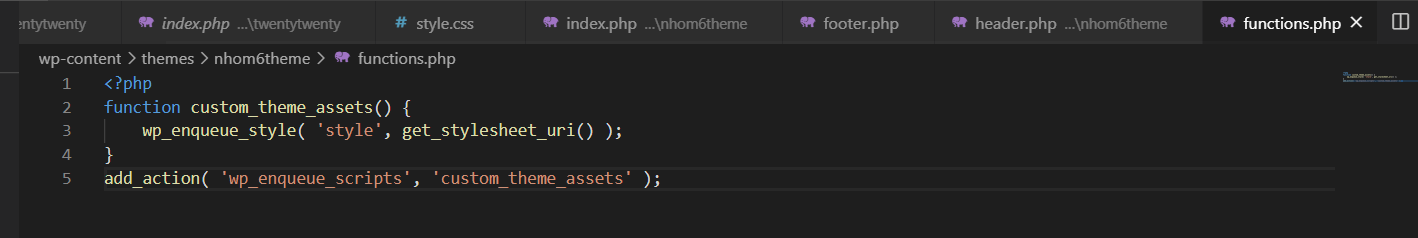 entytwenty index.php ...\twentytwenty # style.css index.php ...\nhom6theme footer.php header.php ...\nhom6theme functions.php
wp-content > themes > nhom6theme > functions.php
1 <?php
2 function custom_theme_assets() {
3 wp_enqueue_style( 'style', get_stylesheet_uri() );
4 }
5 add_action( 'wp_enqueue_scripts', 'custom_theme_assets' );